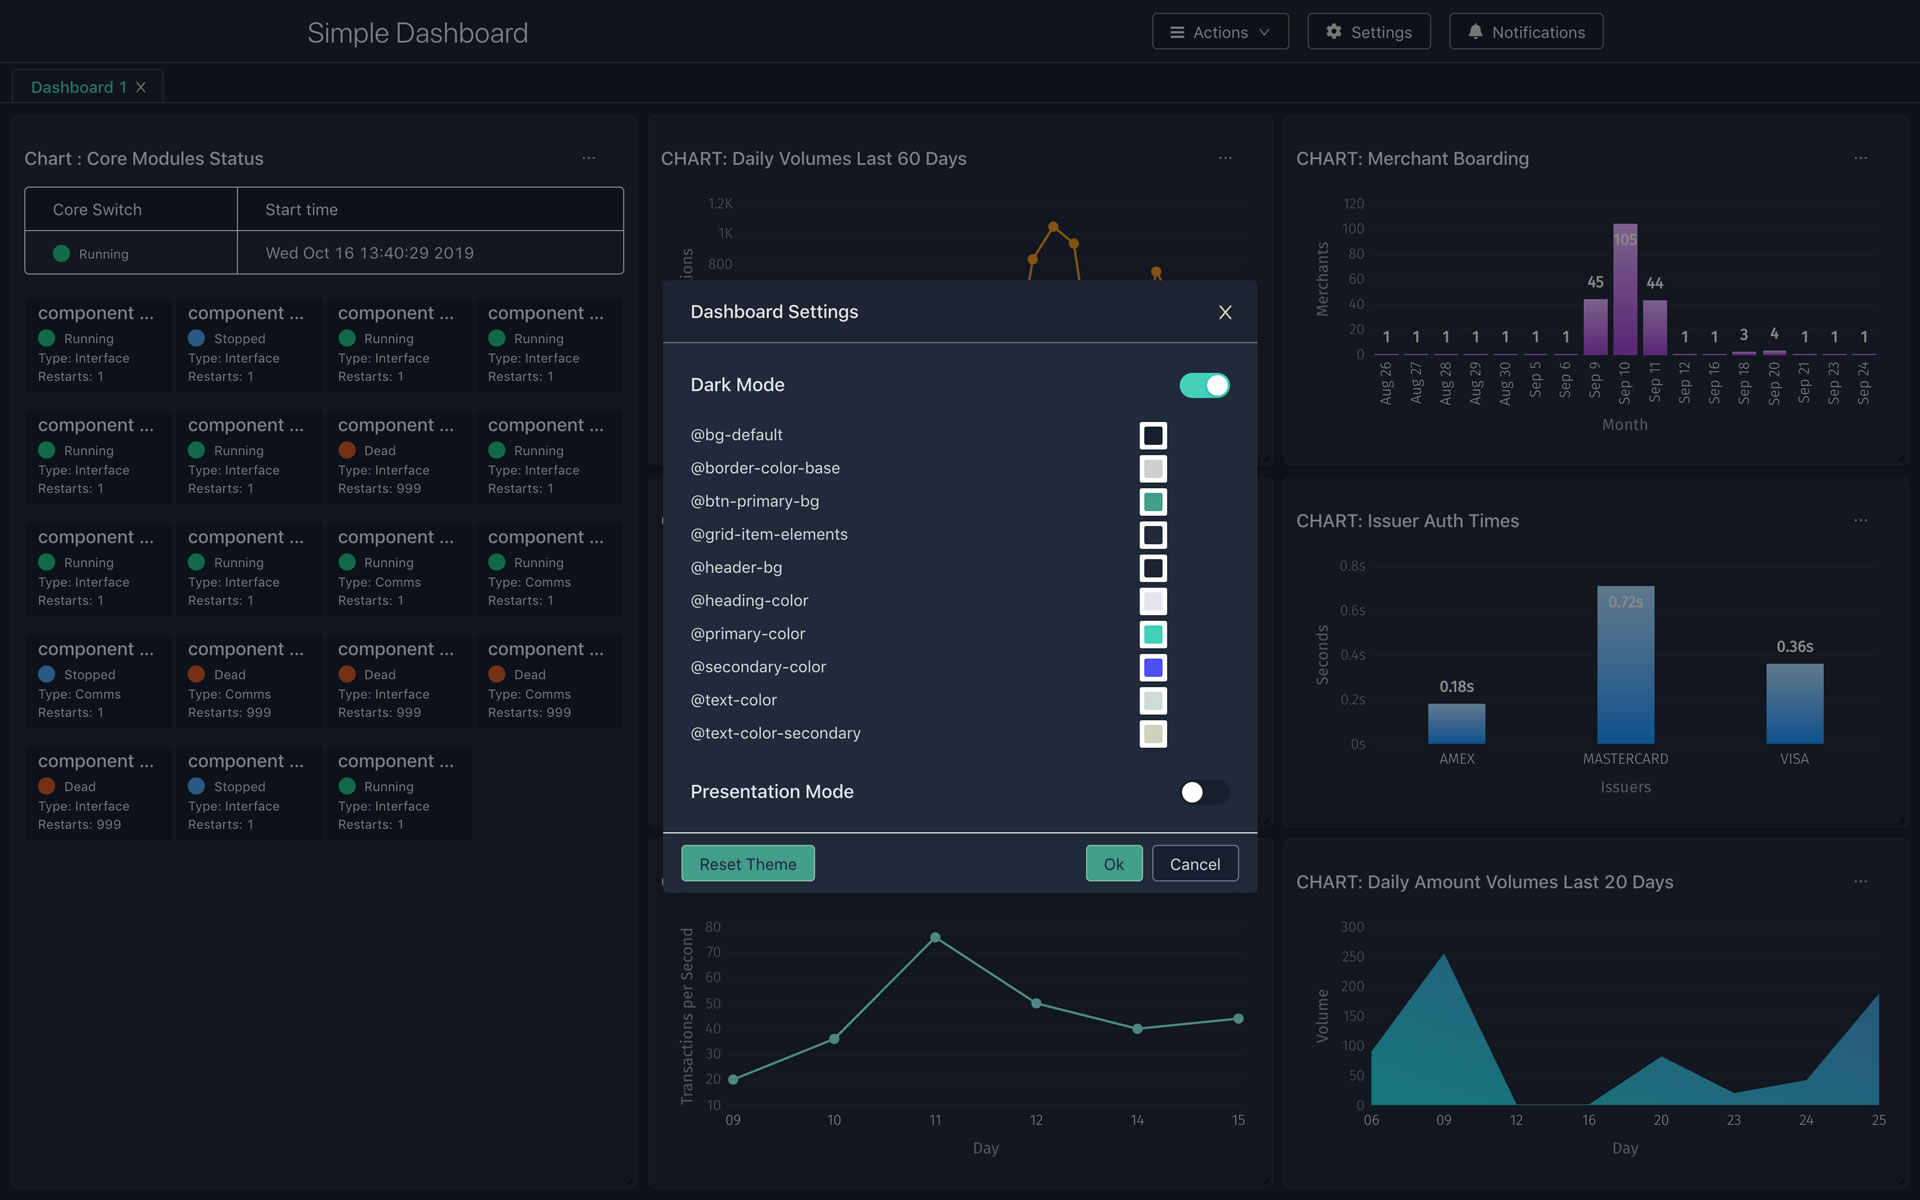 Simple Dashboard
Actions
Settings
Notifications
Dashboard 1 X
Chart : Core Modules Status ...
Core Switch Start time
Running Wed Oct 16 13:40:29 2019
component ... component ... component ... component ...
Running Stopped Running Running
Type: Interface Type: Interface Type: Interface Type: Interface
Restarts: 1 Restarts: 1 Restarts: 1 Restarts: 1
component ... component ... component ... component ...
Running Running Dead Running
Type: Interface Type: Interface Type: Interface Type: Interface
Restarts: 1 Restarts: 1 Restarts: 999 Restarts: 1
component ... component ... component ... component ...
Running Running Running Running
Type: Interface Type: Interface Type: Comms Type: Comms
Restarts: 1 Restarts: 1 Restarts: 1 Restarts: 1
component ... component ... component ... component ...
Stopped Dead Dead Dead
Type: Comms Type: Comms Type: Interface Type: Comms
Restarts: 1 Restarts: 999 Restarts: 999 Restarts: 999
component ... component ... component ...
Dead Stopped Running
Type: Interface Type: Interface Type: Interface
Restarts: 999 Restarts: 1 Restarts: 1
CHART: Daily Volumes Last 60 Days ...
1.2K
1K
800
Dashboard Settings X
Dark Mode
@bg-default
@border-color-base
@btn-primary-bg
@grid-item-elements
@header-bg
@heading-color
@primary-color
@secondary-color
@text-color
@text-color-secondary
Presentation Mode
Reset Theme Ok Cancel
Transactions per Second
80
70
60
50
40
30
20
10
09 10 11 12 14 15
Day
CHART: Merchant Boarding ...
Merchants
120
100
80
60
40
20
0
1 1 1 1 1 1 1 45 105 44 1 1 3 4 1 1 1
Aug 26 Aug 27 Aug 28 Aug 29 Aug 30 Sep 5 Sep 6 Sep 9 Sep 10 Sep 11 Sep 12 Sep 16 Sep 18 Sep 20 Sep 21 Sep 23 Sep 24
Month
CHART: Issuer Auth Times ...
Seconds
0.8s
0.6s
0.4s
0.2s
0s
0.18s 0.72s 0.36s
AMEX MASTERCARD VISA
Issuers
CHART: Daily Amount Volumes Last 20 Days ...
Volume
300
250
200
150
100
50
0
06 09 12 16 20 23 24 25
Day